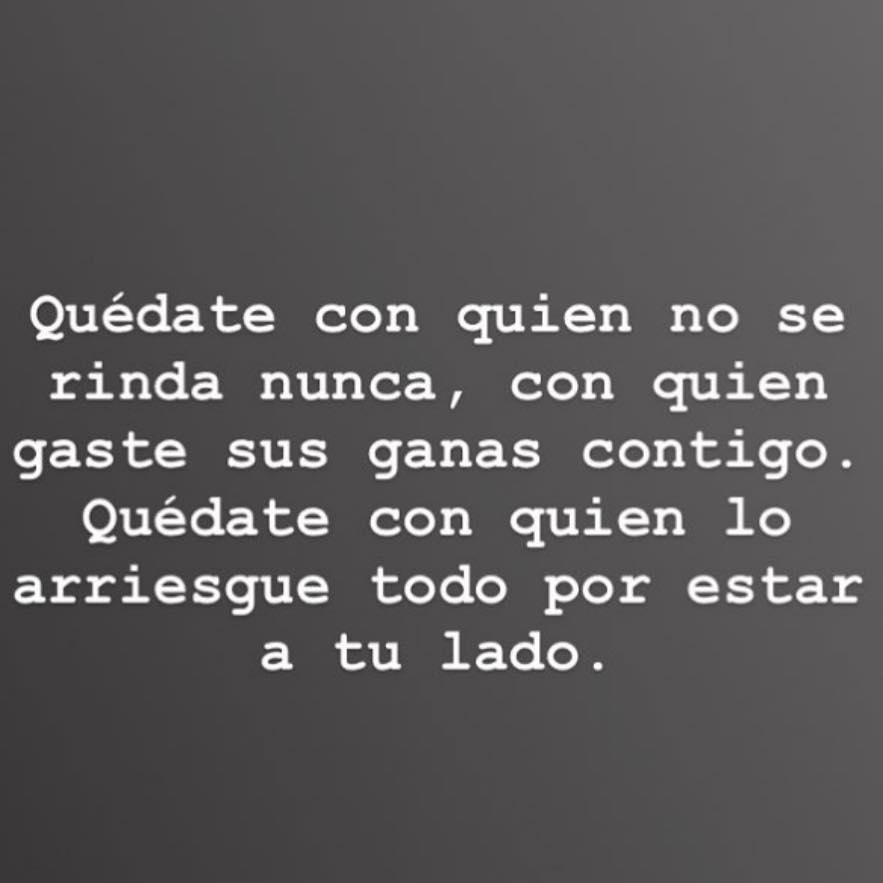 Quédate con quien no se
rinda nunca, con quien
gaste sus ganas contigo.
Quédate con quien lo
arriesgue todo por estar
a tu lado.